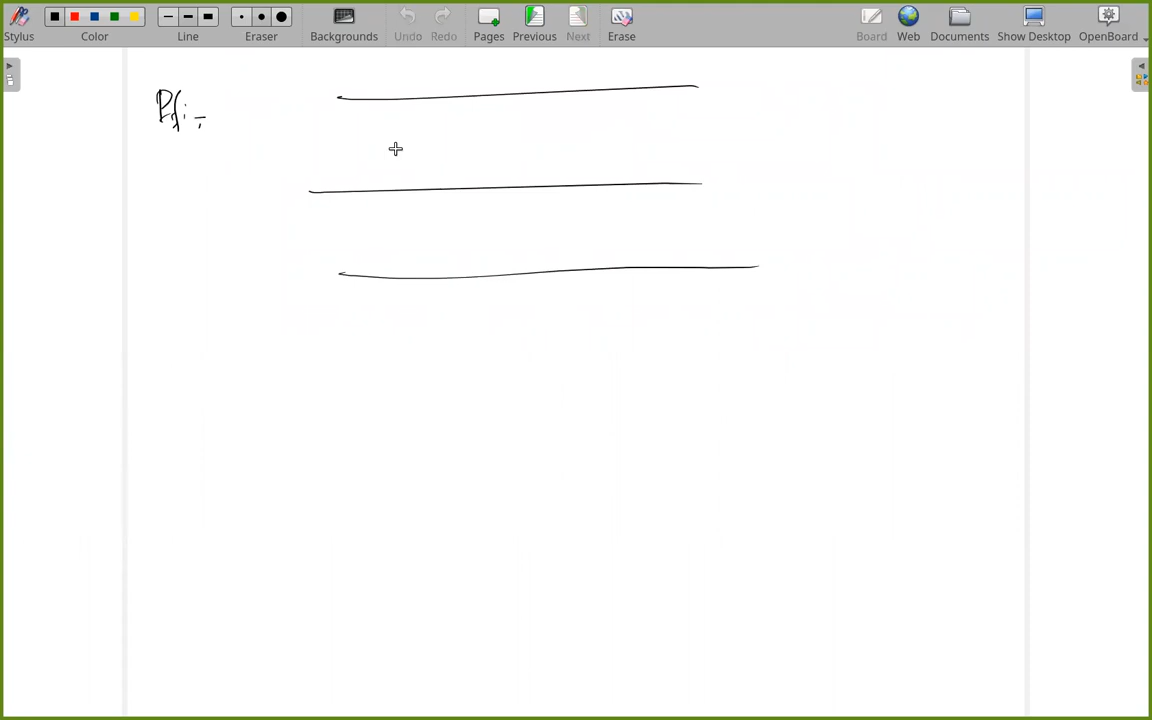 Stylus Color Line Eraser Backgrounds Undo Redo Pages Previous Next Erase Board Web Documents Show Desktop OpenBoard
Pf:-